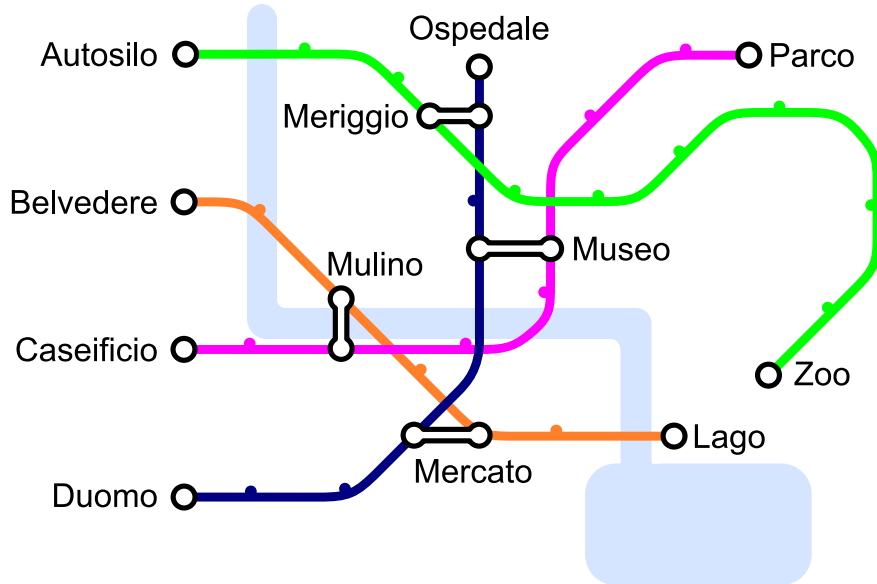 Ospedale
Autosilo
Parco
Meriggio
Belvedere
Museo
Mulino
Caseificio
Zoo
Lago
Mercato
Duomo